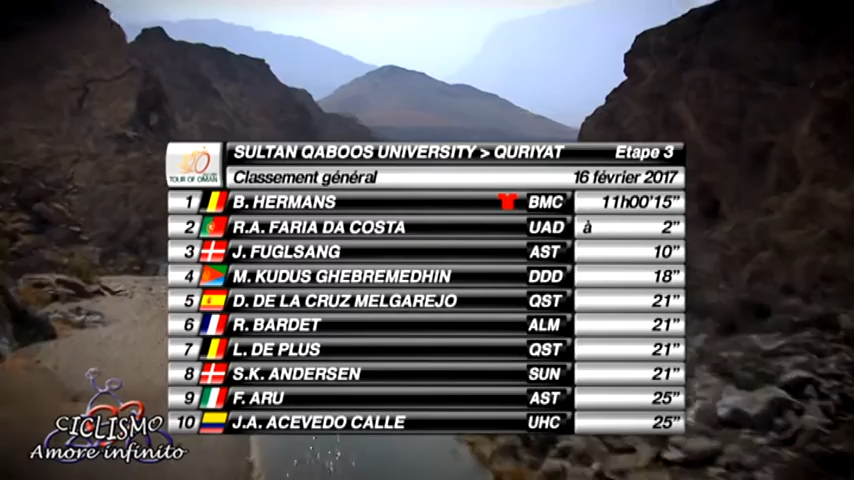 SULTAN QABOOS UNIVERSITY > QURIYAT Etape 3
TOUR OF OMAN
Classement général 16 février 2017
1 B. HERMANS BMC 11h00'15"
2 R.A. FARIA DA COSTA UAD à 2"
3 J. FUGLSANG AST 10"
4 M. KUDUS GHEBREMEDHIN DDD 18"
5 D. DE LA CRUZ MELGAREJO QST 21"
6 R. BARDET ALM 21"
7 L. DE PLUS QST 21"
8 S.K. ANDERSEN SUN 21"
9 F. ARU AST 25"
10 J.A. ACEVEDO CALLE UHC 25"
CICLISMO
Amore infinito